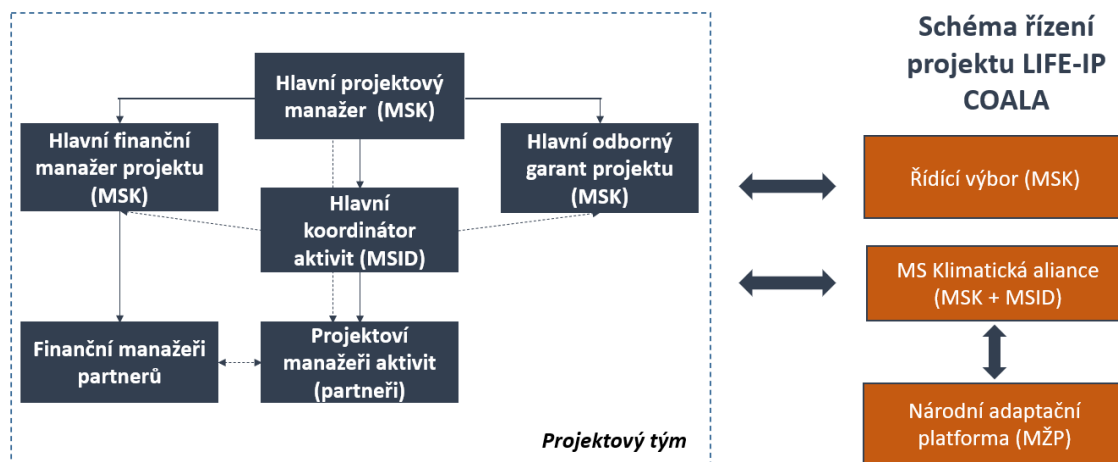 Schéma řízení
projektu LIFE-IP
COALA
Hlavní projektový
manažer (MSK)
Hlavní finanční
manažer projektu
(MSK)
Hlavní odborný
garant projektu
(MSK)
Hlavní
koordinátor
aktivit (MSID)
Finanční manažeři
partnerů
Projektoví
manažeři aktivit
(partneři)
Projektový tým
Řídící výbor (MSK)
MS Klimatická aliance
(MSK + MSID)
Národní adaptační
platforma (MŽP)